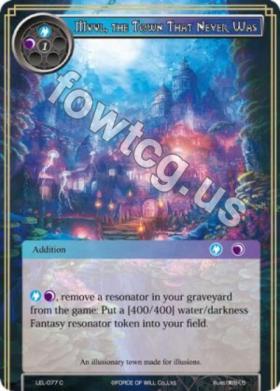 Mool, the Town That Never Was
1
fowtcg.us
Addition
, remove a resonator in your graveyard
from the game: Put a [400/400] water/darkness
Fantasy resonator token into your field.
An illusionary town made for illusions.
LEL-077 C
©FORCE OF WILL Co.,Ltd.